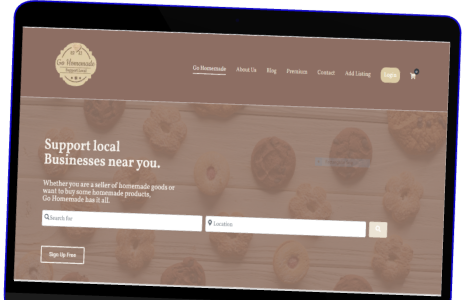 Go Homemade
Support Local
Go Homemade
About Us
Blog
Premium
Contact
Add Listing
Login
Support local
Businesses near you.
Whether you are a seller of homemade goods or
want to buy some homemade products,
Go Homemade has it all.
Search for
Location
Sign Up Free